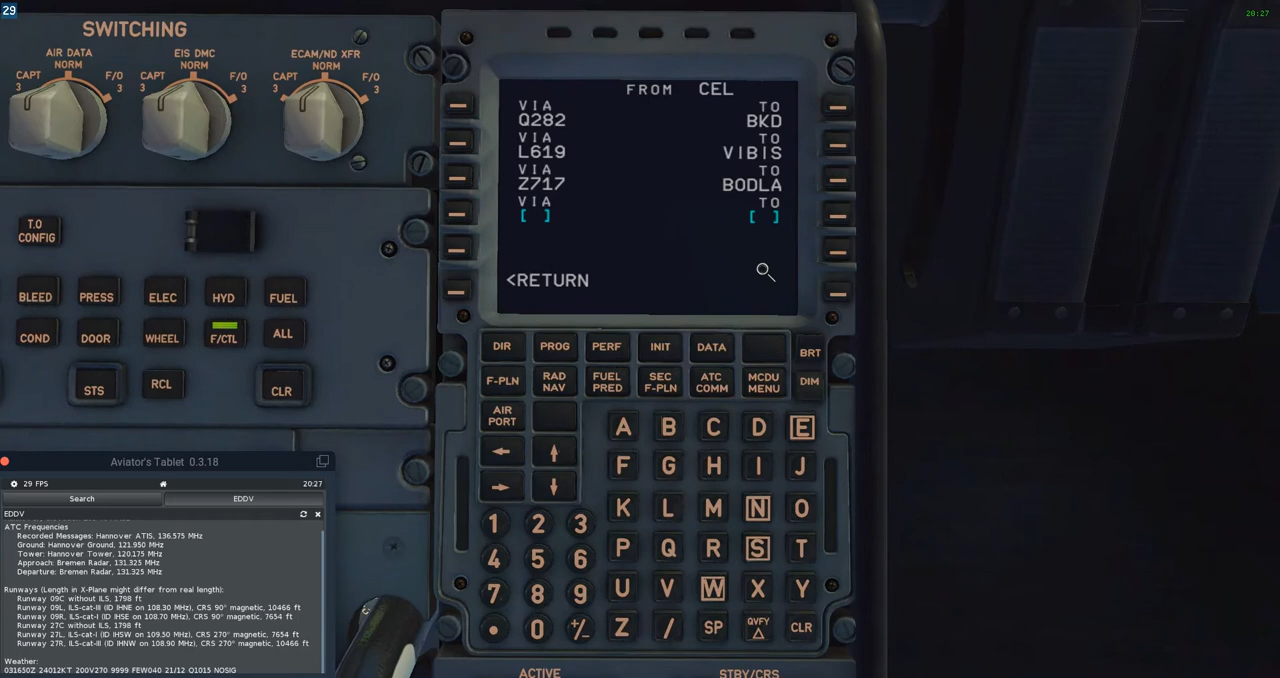 29
20:27
SWITCHING
AIR DATA
NORM
CAPT
3
F/O
3
EIS DMC
NORM
CAPT
3
F/O
3
ECAM/ND XFR
NORM
CAPT
3
F/O
3
FROM CEL
VIA TO
Q282 BKD
VIA TO
L619 VIBIS
VIA TO
Z717 BODLA
VIA TO
[ ] [ ]
<RETURN
T.O
CONFIG
BLEED PRESS ELEC HYD FUEL
COND DOOR WHEEL F/CTL ALL
STS RCL CLR
DIR PROG PERF INIT DATA BRT
F-PLN RAD NAV FUEL PRED SEC F-PLN ATC COMM MCDU MENU DIM
AIR PORT
← ↑
→ ↓
A B C D E
F G H I J
K L M N O
P Q R S T
U V W X Y
Z / SP OVFY △ CLR
1 2 3
4 5 6
7 8 9
. 0 +/-
ACTIVE STBY/CRS
Aviator's Tablet 0.3.18
29 FPS 20:27
Search EDDV
EDDV
ATC Frequencies
Recorded Messages: Hannover ATIS, 136.575 MHz
Ground: Hannover Ground, 121.950 MHz
Tower: Hannover Tower, 120.175 MHz
Approach: Bremen Radar, 131.325 MHz
Departure: Bremen Radar, 131.325 MHz
Runways (Length in X-Plane might differ from real length):
Runway 09C without ILS, 1798 ft
Runway 09L, ILS-cat-III (ID IHNE on 108.30 MHz), CRS 90° magnetic, 10466 ft
Runway 09R, ILS-cat-I (ID IHSE on 108.70 MHz), CRS 90° magnetic, 7654 ft
Runway 27C without ILS, 1798 ft
Runway 27L, ILS-cat-I (ID IHSW on 109.50 MHz), CRS 270° magnetic, 7654 ft
Runway 27R, ILS-cat-III (ID IHNW on 108.90 MHz), CRS 270° magnetic, 10466 ft
Weather:
031650Z 24012KT 200V270 9999 FEW040 21/12 Q1015 NOSIG